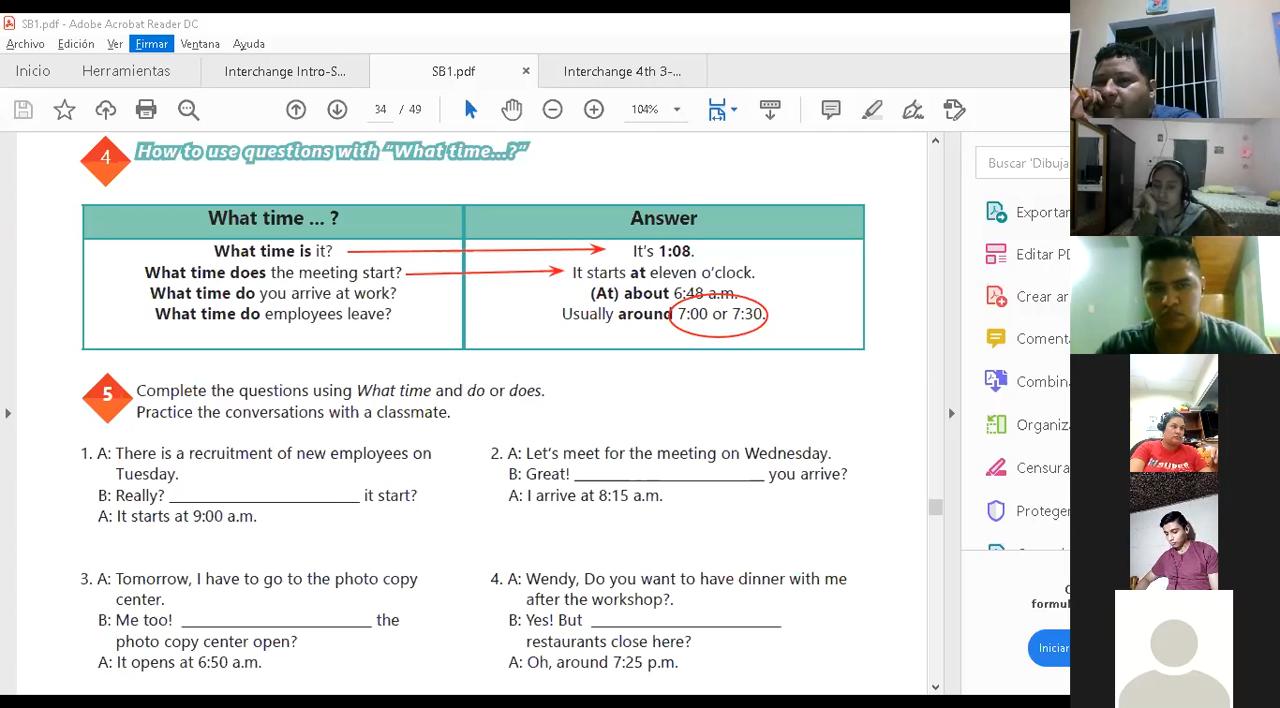 SB1.pdf - Adobe Acrobat Reader DC
Archivo Edición Ver Firmar Ventana Ayuda
Inicio Herramientas Interchange Intro-S... SB1.pdf × Interchange 4th 3-...
34 / 49 104%
4 How to use questions with “What time...?”
What time ... ? Answer
What time is it? It's 1:08.
What time does the meeting start? It starts at eleven o'clock.
What time do you arrive at work? (At) about 6:48 a.m.
What time do employees leave? Usually around 7:00 or 7:30.
5 Complete the questions using What time and do or does.
Practice the conversations with a classmate.
1. A: There is a recruitment of new employees on
Tuesday.
B: Really? ____________________ it start?
A: It starts at 9:00 a.m.
2. A: Let's meet for the meeting on Wednesday.
B: Great! ____________________ you arrive?
A: I arrive at 8:15 a.m.
3. A: Tomorrow, I have to go to the photo copy
center.
B: Me too! ____________________ the
photo copy center open?
A: It opens at 6:50 a.m.
4. A: Wendy, Do you want to have dinner with me
after the workshop?.
B: Yes! But ____________________
restaurants close here?
A: Oh, around 7:25 p.m.
Buscar 'Dibuja
Exportar
Editar PD
Crear ar
Comenta
Combin
Organiz
Censura
Proteger
formul
Iniciar